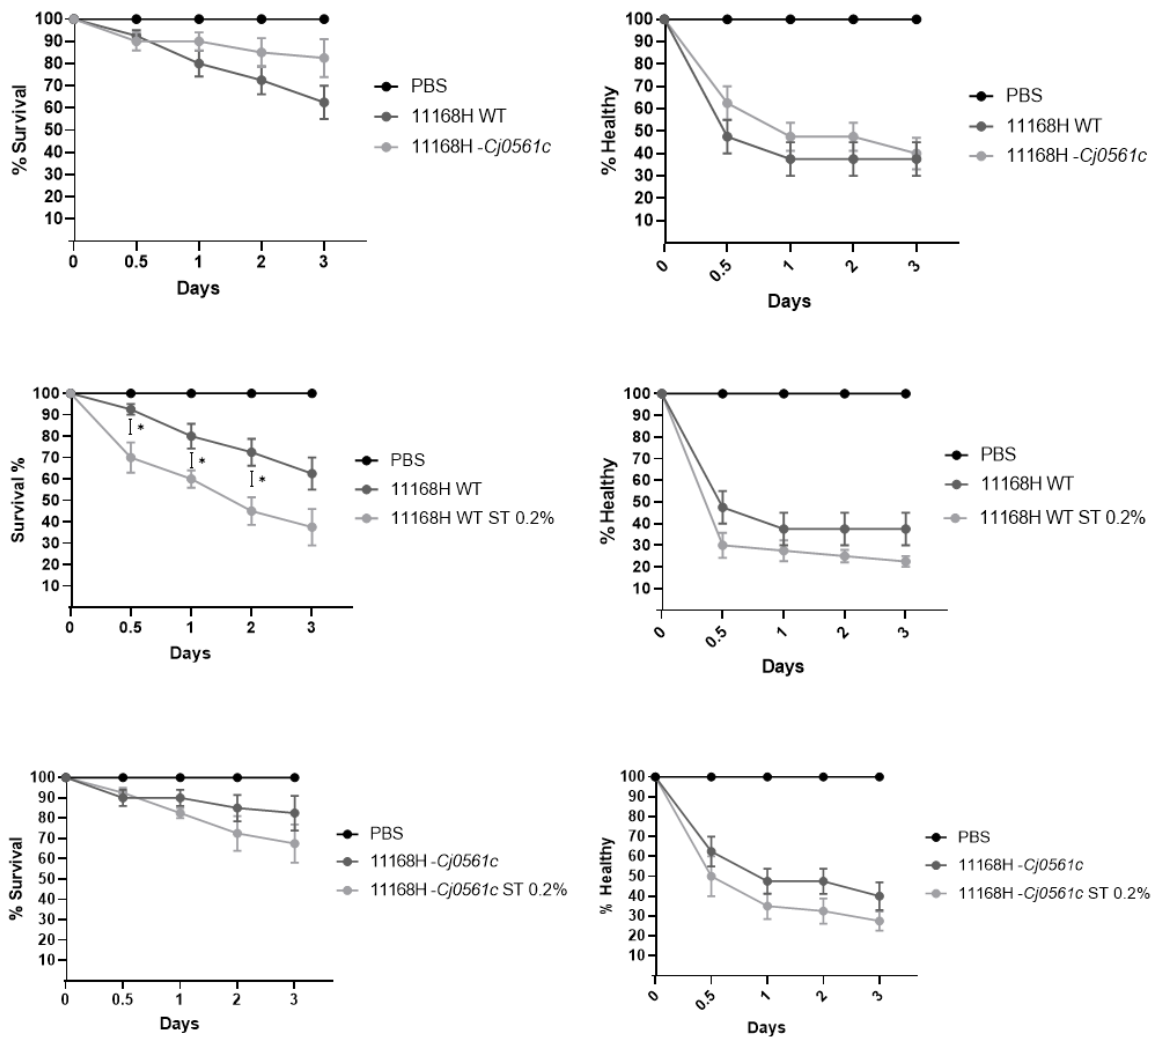 100
90
80
70
60
50
40
30
20
10
% Survival
0 0.5 1 2 3
Days
PBS
11168H WT
11168H -Cj0561c
100
90
80
70
60
50
40
30
20
10
% Healthy
0 0.5 1 2 3
Days
PBS
11168H WT
11168H -Cj0561c
100
90
80
70
60
50
40
30
20
10
Survival %
* * *
0 0.5 1 2 3
Days
PBS
11168H WT
11168H WT ST 0.2%
100
90
80
70
60
50
40
30
20
10
% Healthy
0 0.5 1 2 3
Days
PBS
11168H WT
11168H WT ST 0.2%
100
90
80
70
60
50
40
30
20
10
% Survival
0 0.5 1 2 3
Days
PBS
11168H -Cj0561c
11168H -Cj0561c ST 0.2%
100
90
80
70
60
50
40
30
20
10
% Healthy
0 0.5 1 2 3
Days
PBS
11168H -Cj0561c
11168H -Cj0561c ST 0.2%